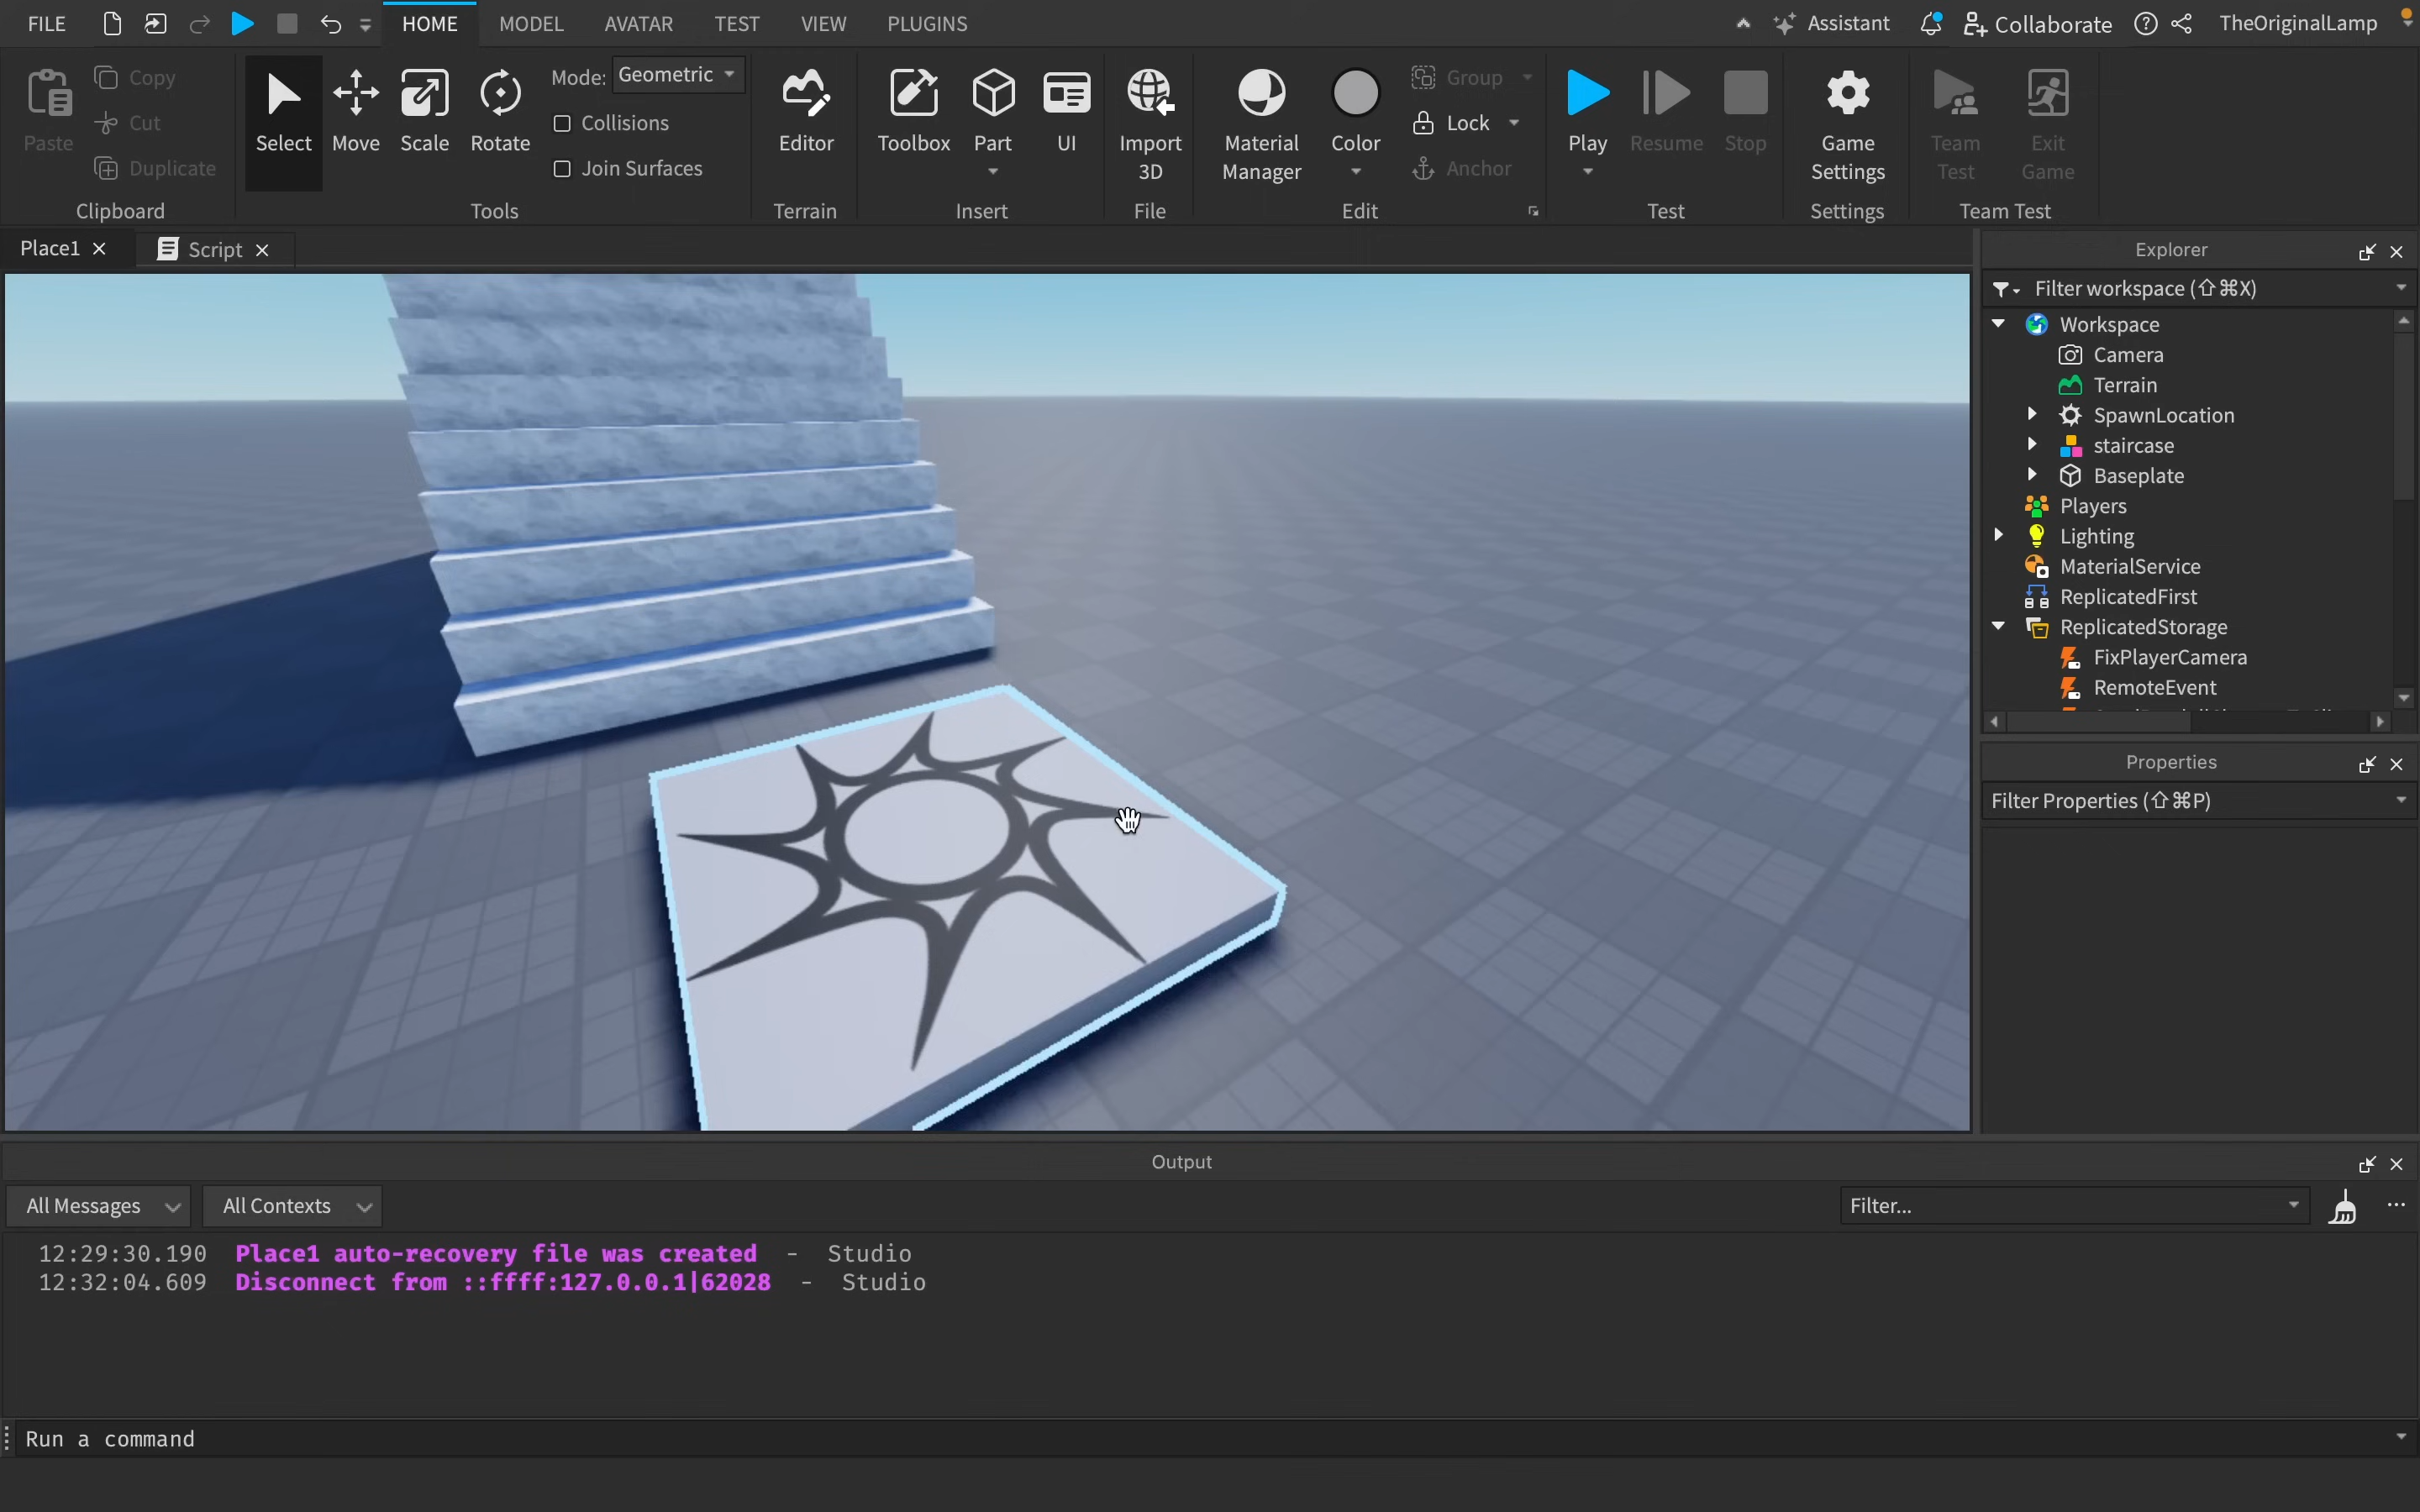 FILE HOME MODEL AVATAR TEST VIEW PLUGINS Assistant Collaborate TheOriginalLamp
Paste
Copy
Cut
Duplicate
Clipboard
Select Move Scale Rotate
Mode: Geometric
Collisions
Join Surfaces
Tools
Editor
Terrain
Toolbox Part UI
Insert
Import
3D
File
Material
Manager
Color
Group
Lock
Anchor
Edit
Play Resume Stop
Test
Game
Settings
Settings
Team
Test
Exit
Game
Team Test
Place1 Script
Explorer
Filter workspace (⇧⌘X)
Workspace
Camera
Terrain
SpawnLocation
staircase
Baseplate
Players
Lighting
MaterialService
ReplicatedFirst
ReplicatedStorage
FixPlayerCamera
RemoteEvent
Properties
Filter Properties (⇧⌘P)
Output
All Messages All Contexts Filter...
12:29:30.190 Place1 auto-recovery file was created - Studio
12:32:04.609 Disconnect from ::ffff:127.0.0.1|62028 - Studio
Run a command